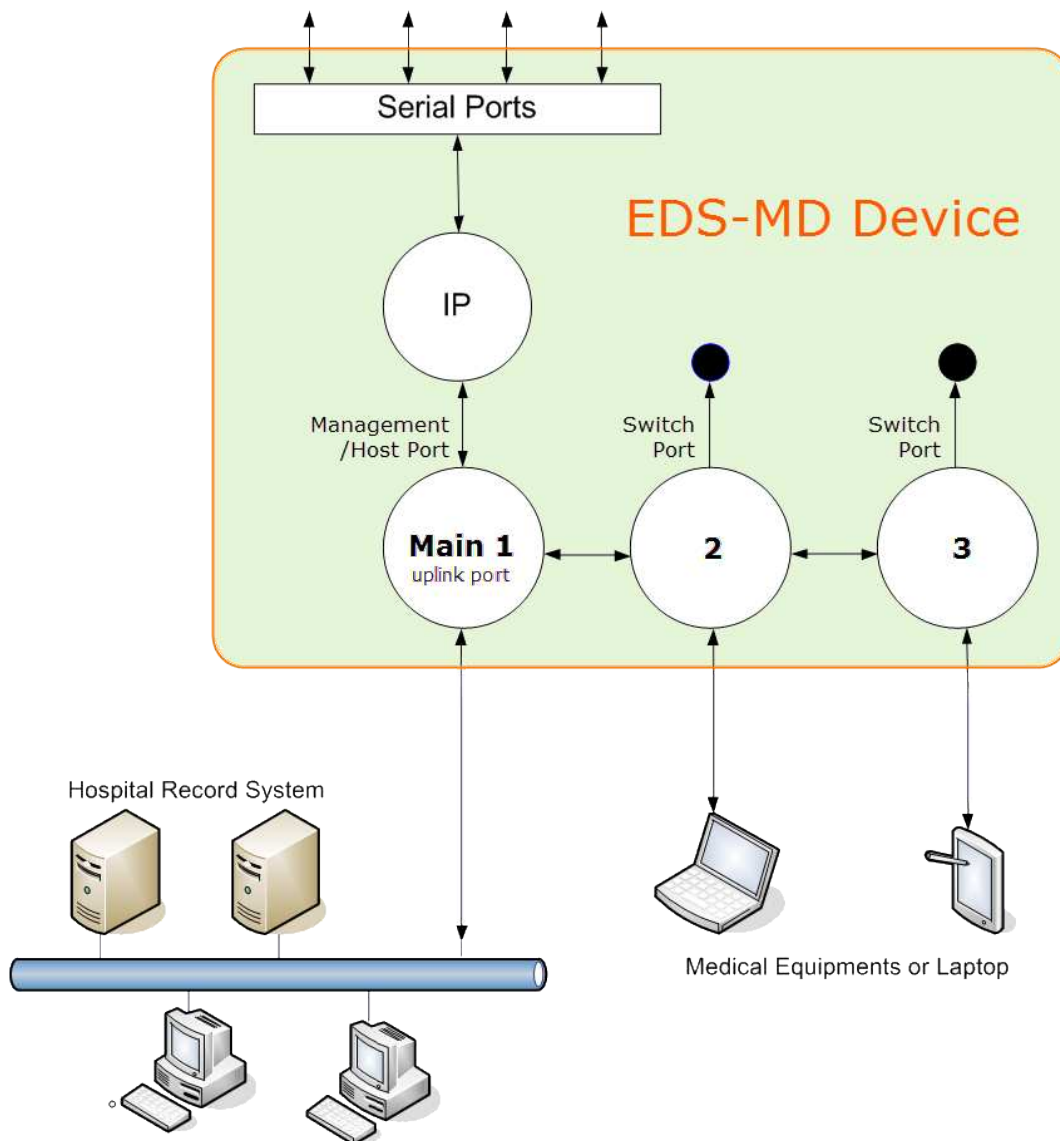 Serial Ports
EDS-MD Device
IP
Management
/Host Port
Switch
Port
Switch
Port
Main 1
uplink port
2
3
Hospital Record System
Medical Equipments or Laptop